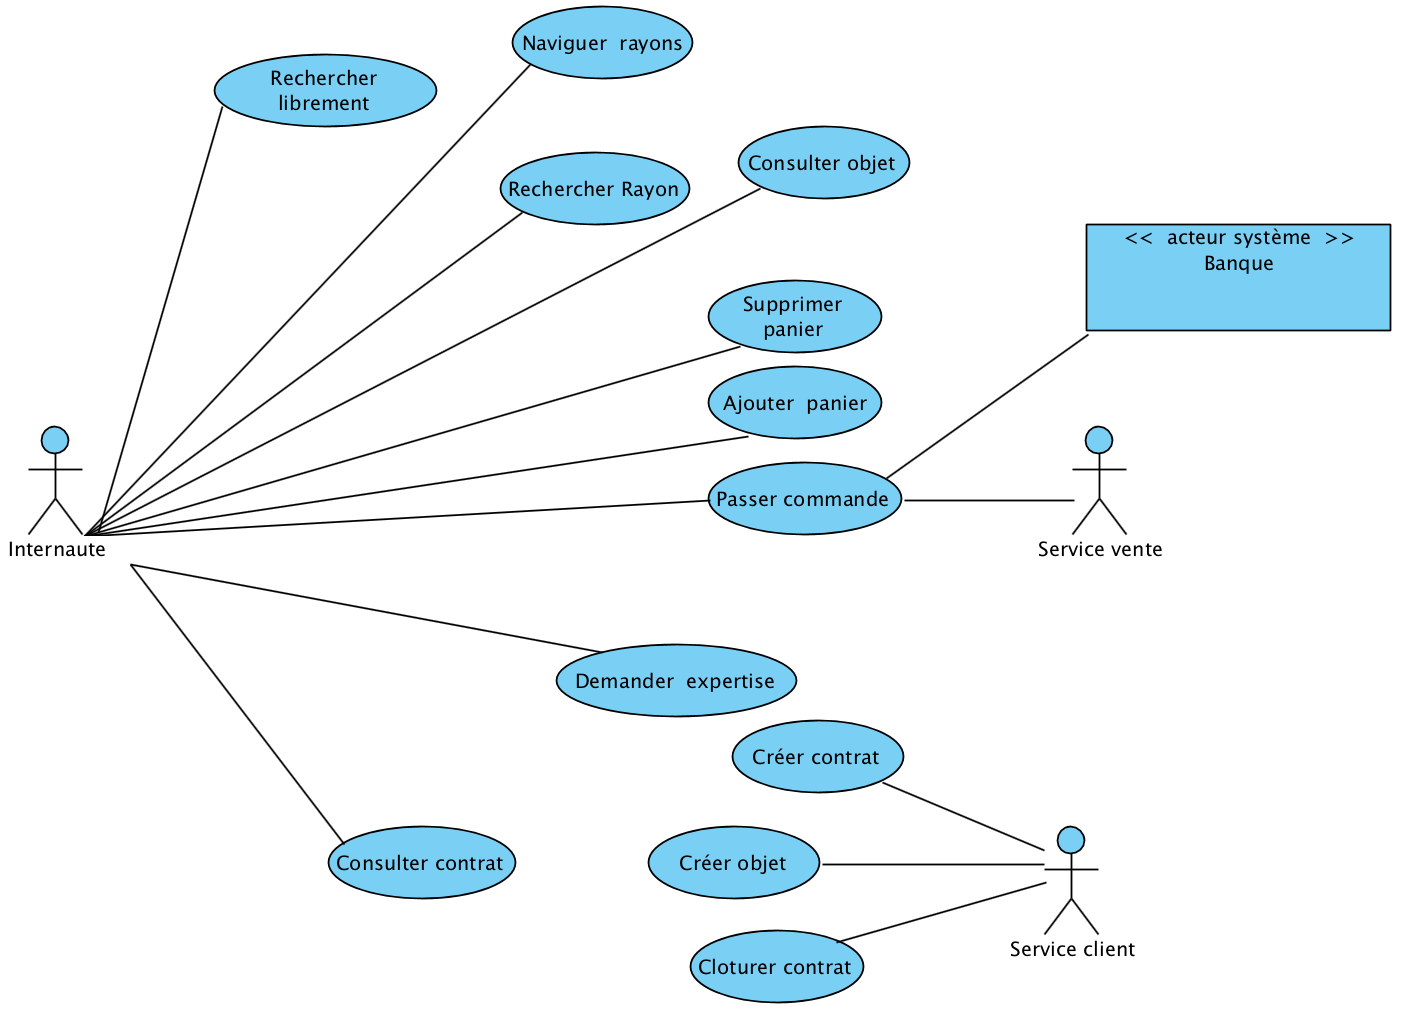 Naviguer rayons
Rechercher
librement
Consulter objet
Rechercher Rayon
<< acteur système >>
Banque
Supprimer
panier
Ajouter panier
Passer commande
Internaute
Service vente
Demander expertise
Créer contrat
Consulter contrat
Créer objet
Service client
Cloturer contrat